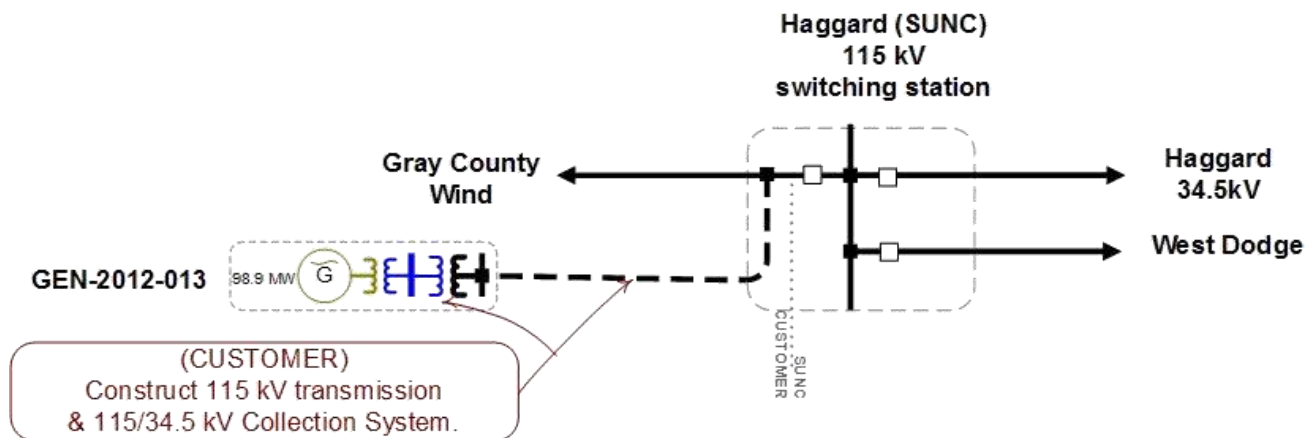 Haggard (SUNC)
115 kV
switching station
Gray County
Wind
Haggard
34.5kV
West Dodge
GEN-2012-013
98.9 MW
G
CUSTOMER
SUNC
(CUSTOMER)
Construct 115 kV transmission
& 115/34.5 kV Collection System.